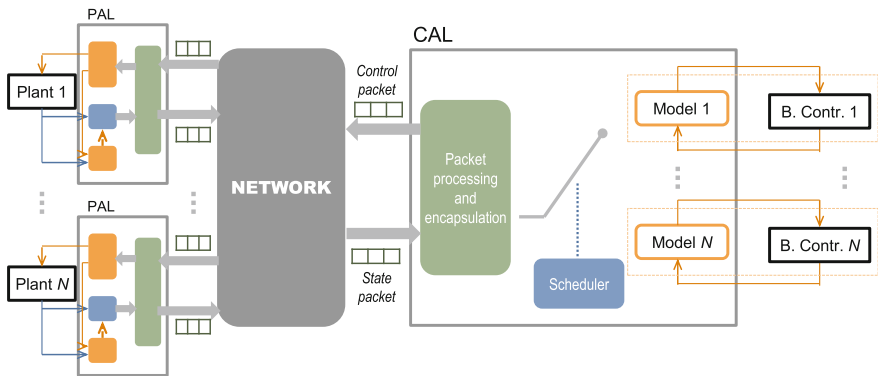 PAL
CAL
Plant 1
Control
packet
Model 1
B. Contr. 1
Packet
processing
and
encapsulation
NETWORK
PAL
Plant N
State
packet
Scheduler
Model N
B. Contr. N